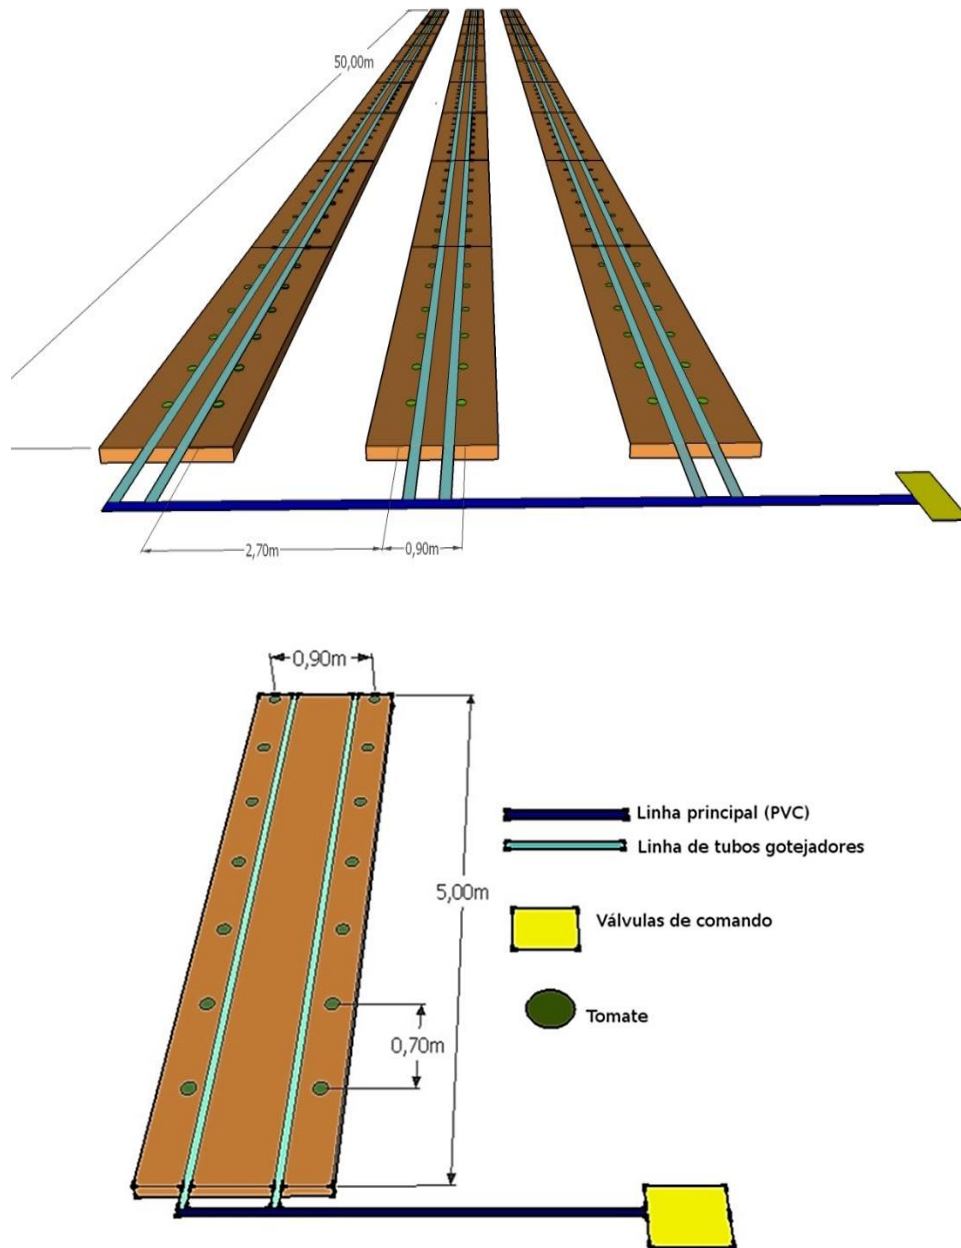 50,00m
2,70m
0,90m
0,90m
5,00m
0,70m
Linha principal (PVC)
Linha de tubos gotejadores
Válvulas de comando
Tomate